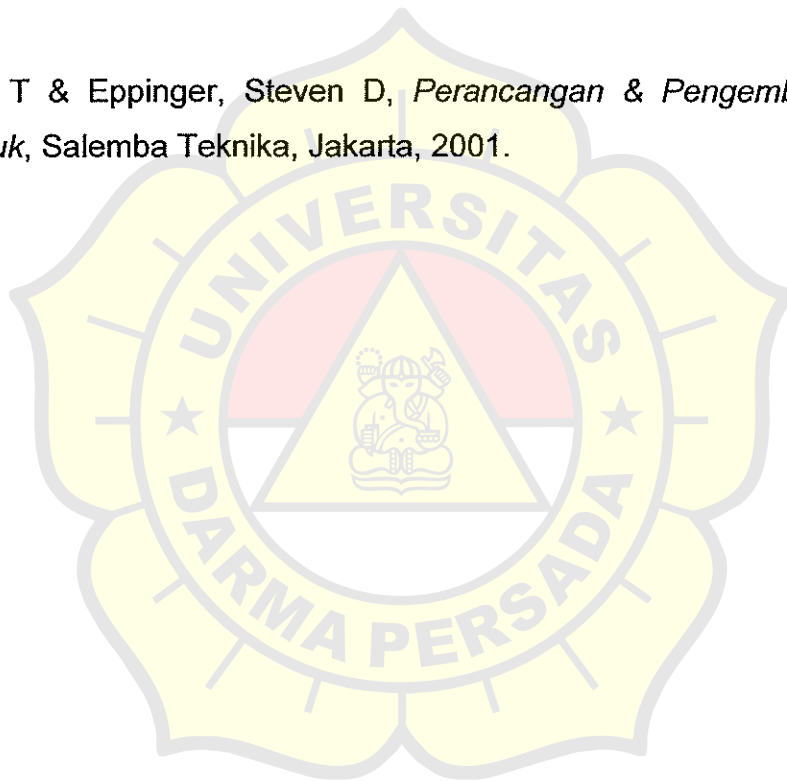 T & Eppinger, Steven D, Perancangan & Pengemb
uk, Salemba Teknika, Jakarta, 2001.
UNIVERSITAS
DARMA PERSADA